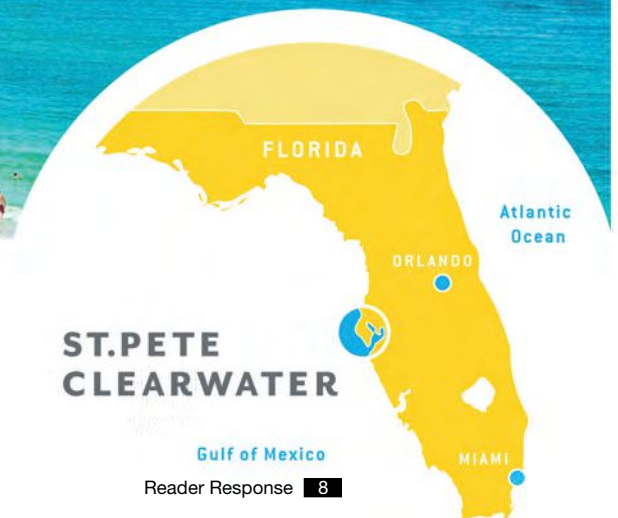 FLORIDA
Atlantic
Ocean
ORLANDO
ST.PETE
CLEARWATER
Gulf of Mexico
MIAMI
Reader Response 8